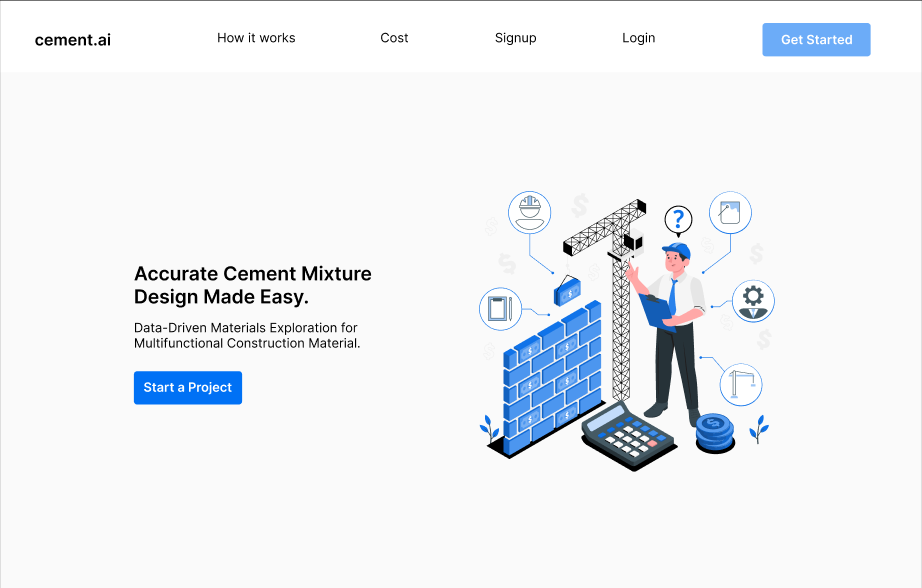 cement.ai
How it works
Cost
Signup
Login
Get Started
Accurate Cement Mixture
Design Made Easy.
Data-Driven Materials Exploration for
Multifunctional Construction Material.
Start a Project
?